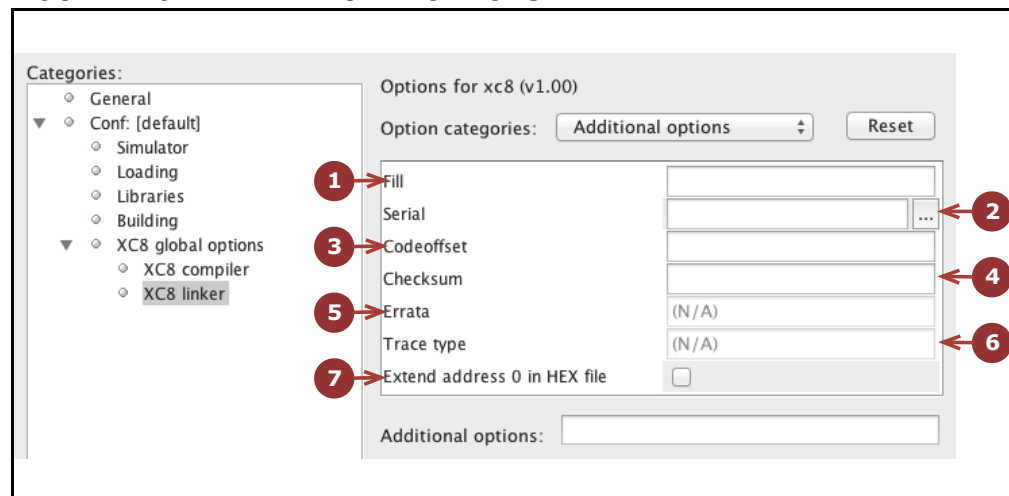 Categories:
General
Conf: [default]
Simulator
Loading
Libraries
Building
XC8 global options
XC8 compiler
XC8 linker
Options for xc8 (v1.00)
Option categories: Additional options Reset
1 Fill
Serial ... 2
3 Codeoffset
Checksum 4
5 Errata (N/A)
Trace type (N/A) 6
7 Extend address 0 in HEX file
Additional options: